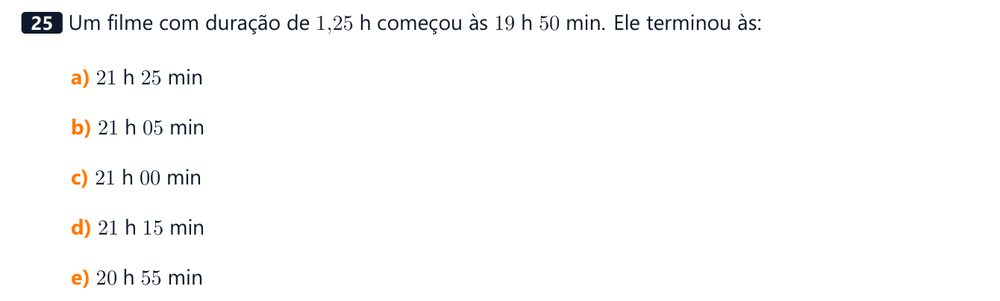 25 Um filme com duração de 1,25 h começou às 19 h 50 min. Ele terminou às:
a) 21 h 25 min
b) 21 h 05 min
c) 21 h 00 min
d) 21 h 15 min
e) 20 h 55 min